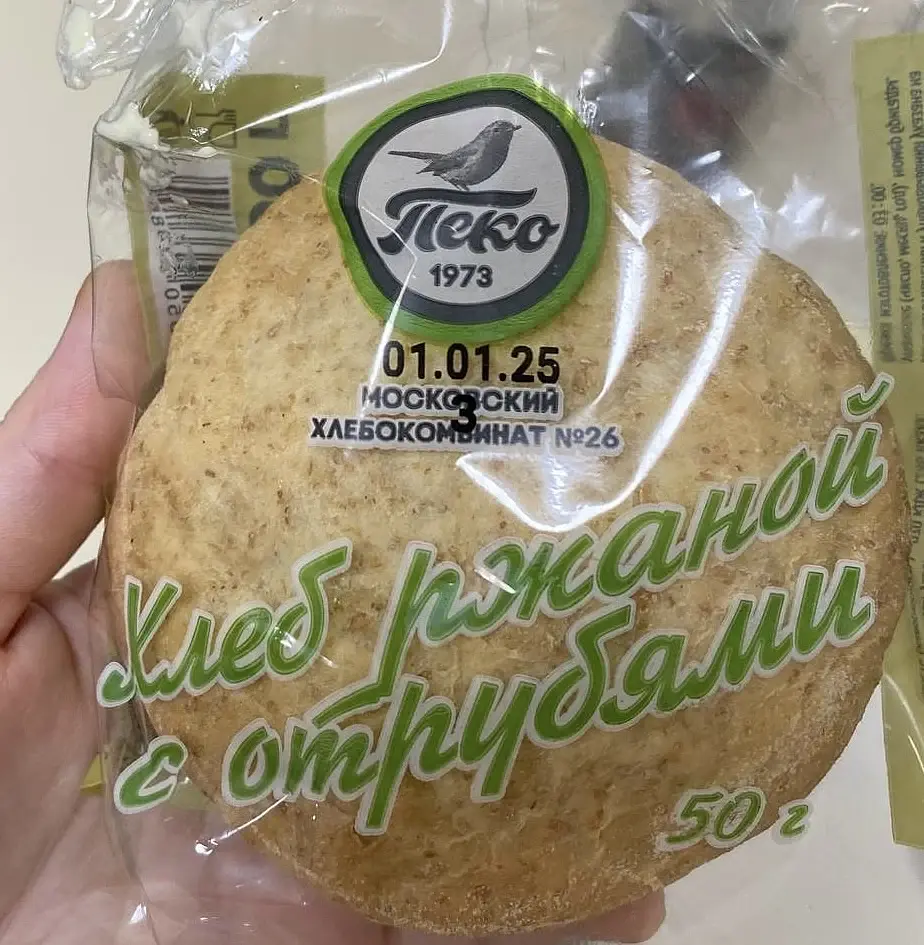 Пеко
1973
01.01.25
МОСКОВСКИЙ
3
ХЛЕБОКОМБИНАТ №26
Хлеб ржаной
с отрубями
50 г